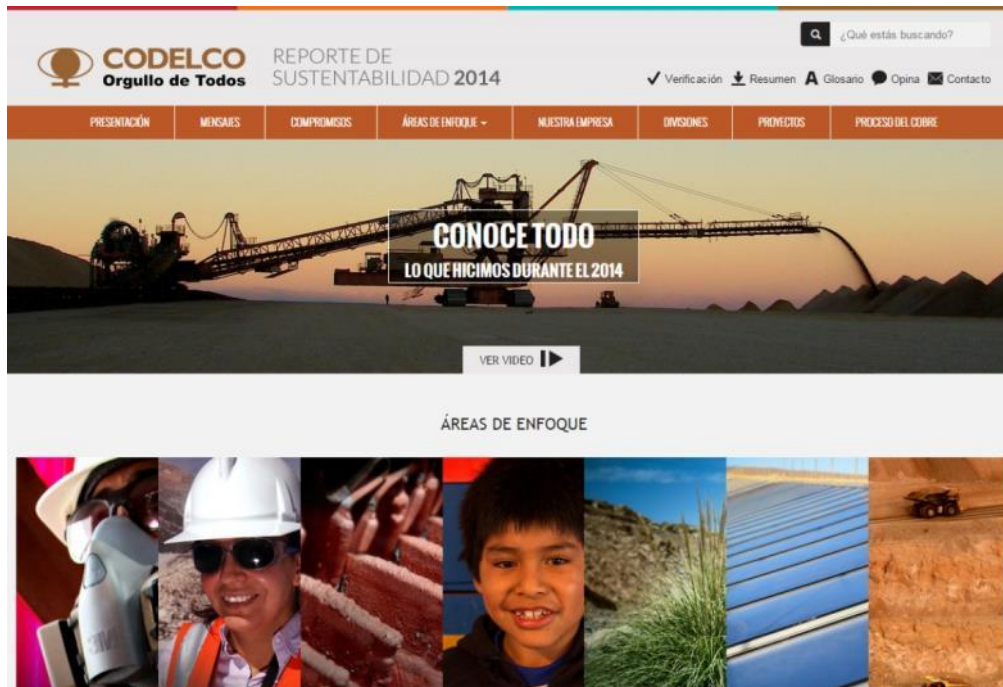 ¿Qué estás buscando?
CODELCO
Orgullo de Todos
REPORTE DE
SUSTENTABILIDAD 2014
Verificación Resumen A Glosario Opina Contacto
PRESENTACIÓN MENSAJES COMPROMISOS ÁREAS DE ENFOQUE NUESTRA EMPRESA DIVISIONES PROYECTOS PROCESO DEL COBRE
CONOCE TODO
LO QUE HICIMOS DURANTE EL 2014
VER VIDEO
ÁREAS DE ENFOQUE
3M